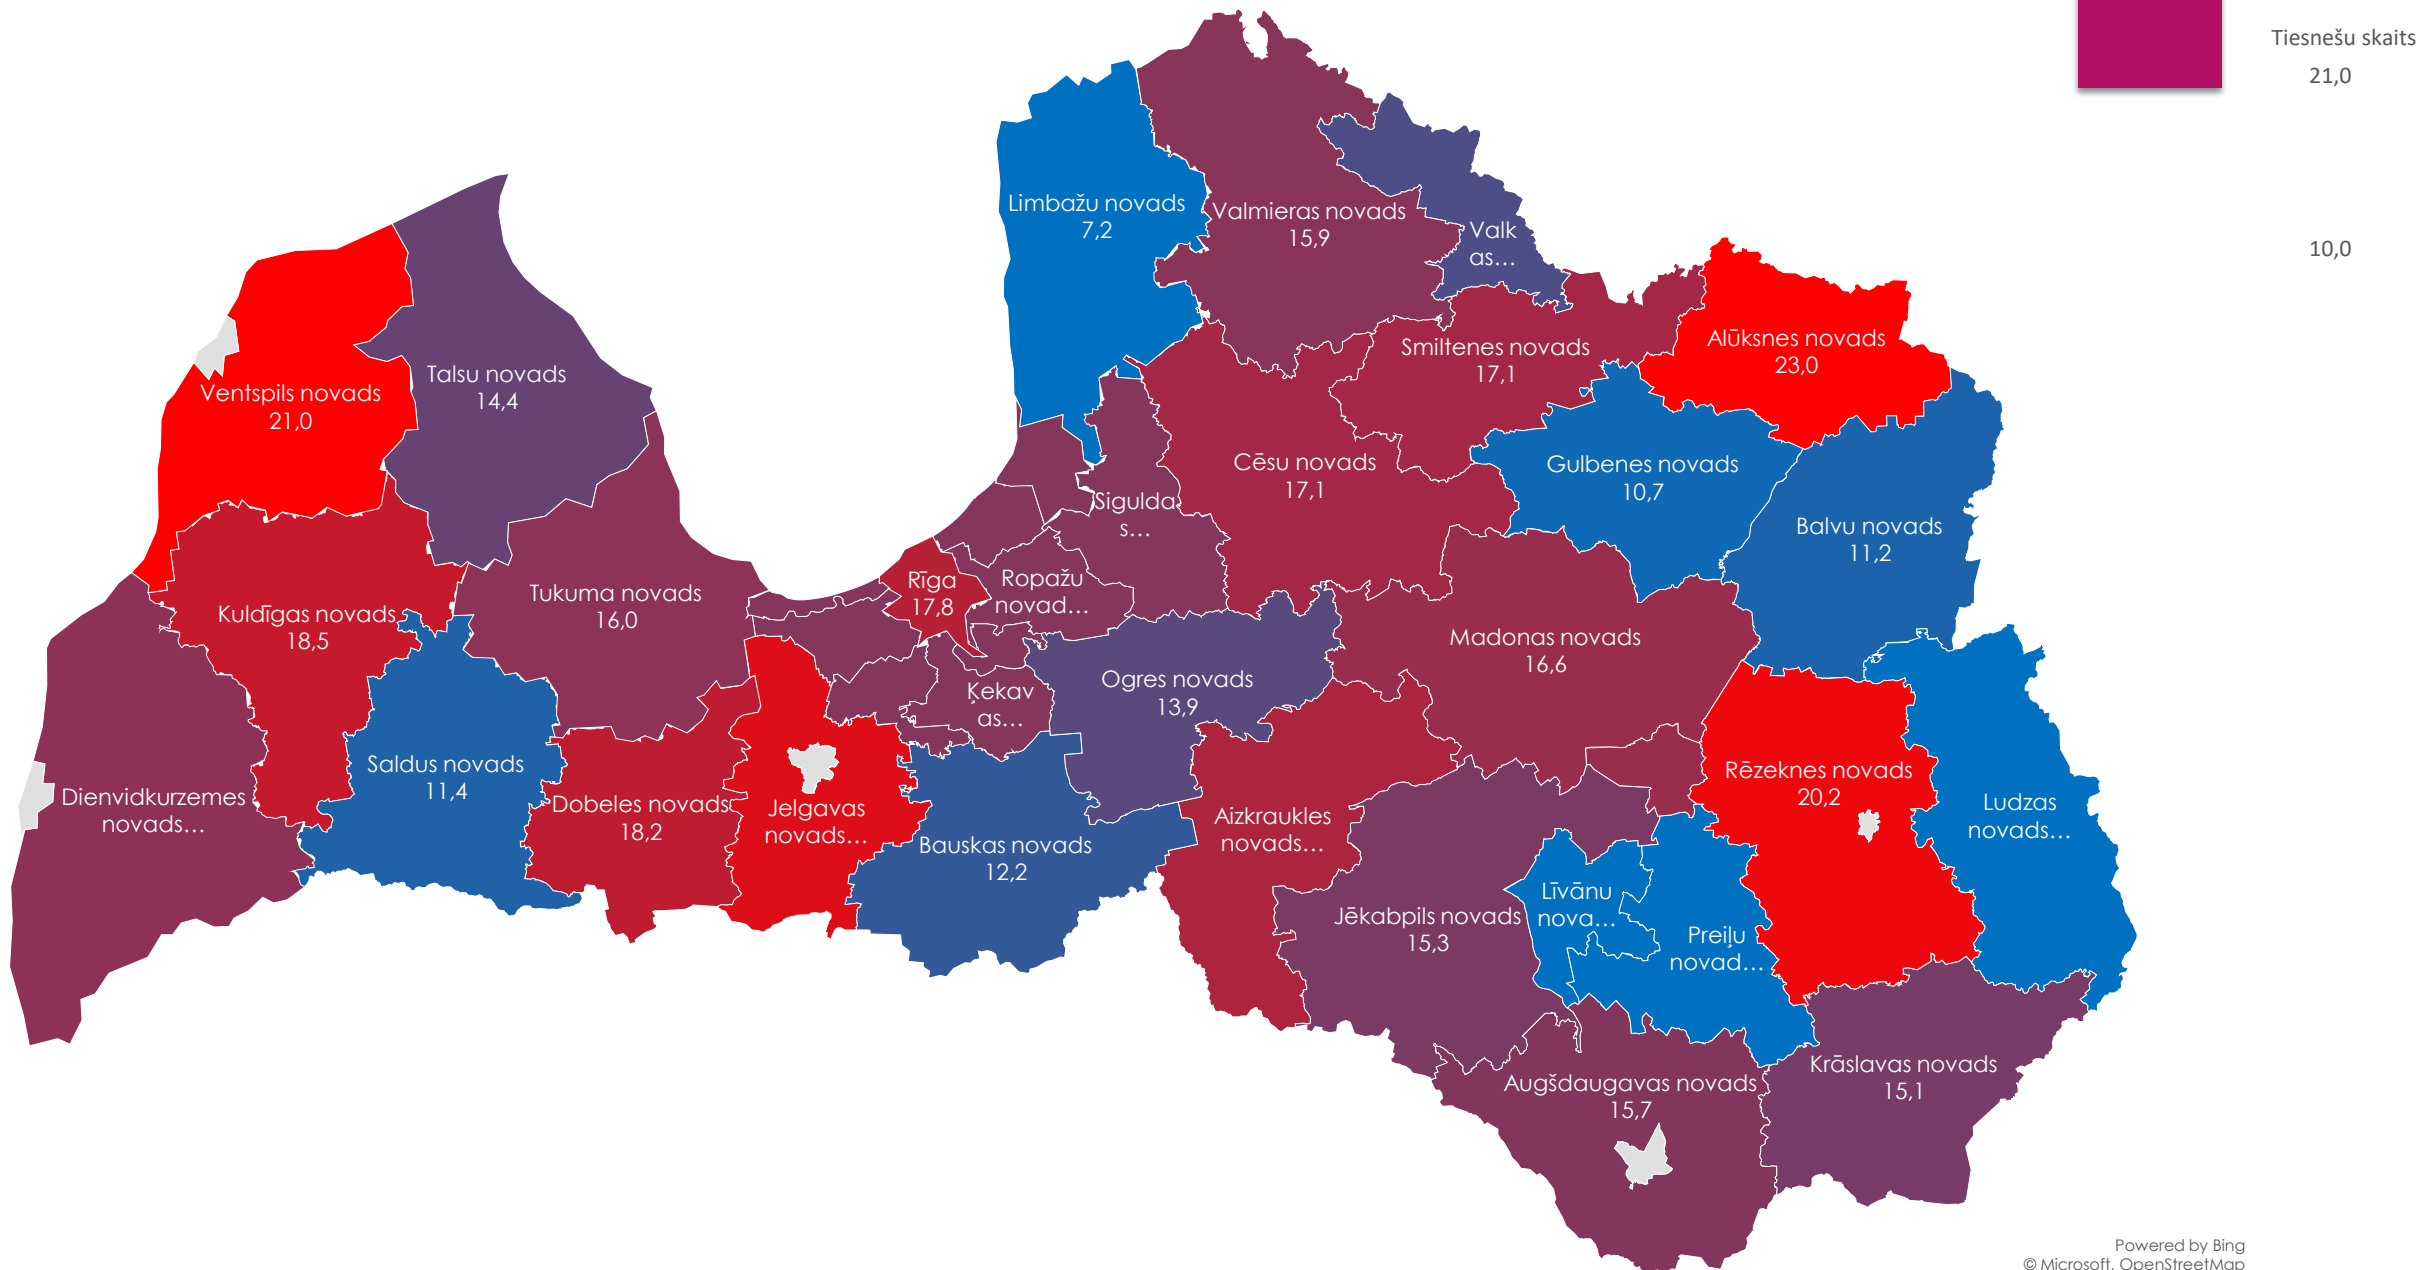 Tiesnešu skaits
21,0
10,0
Limbažu novads
7,2
Valmieras novads
15,9
Valk
as...
Alūksnes novads
23,0
Smiltenes novads
17,1
Ventspils novads
21,0
Talsu novads
14,4
Cēsu novads
17,1
Gulbenes novads
10,7
Sigulda
s...
Balvu novads
11,2
Rīga
17,8
Ropažu
novad...
Tukuma novads
16,0
Kuldīgas novads
18,5
Madonas novads
16,6
Ogres novads
13,9
Ķekav
as...
Saldus novads
11,4
Rēzeknes novads
20,2
Dienvidkurzemes
novads...
Dobeles novads
18,2
Jelgavas
novads...
Ludzas
novads...
Aizkraukles
novads...
Bauskas novads
12,2
Līvānu
nova...
Jēkabpils novads
15,3
Preiļu
novad...
Krāslavas novads
15,1
Augšdaugavas novads
15,7
Powered by Bing
© Microsoft, OpenStreetMap